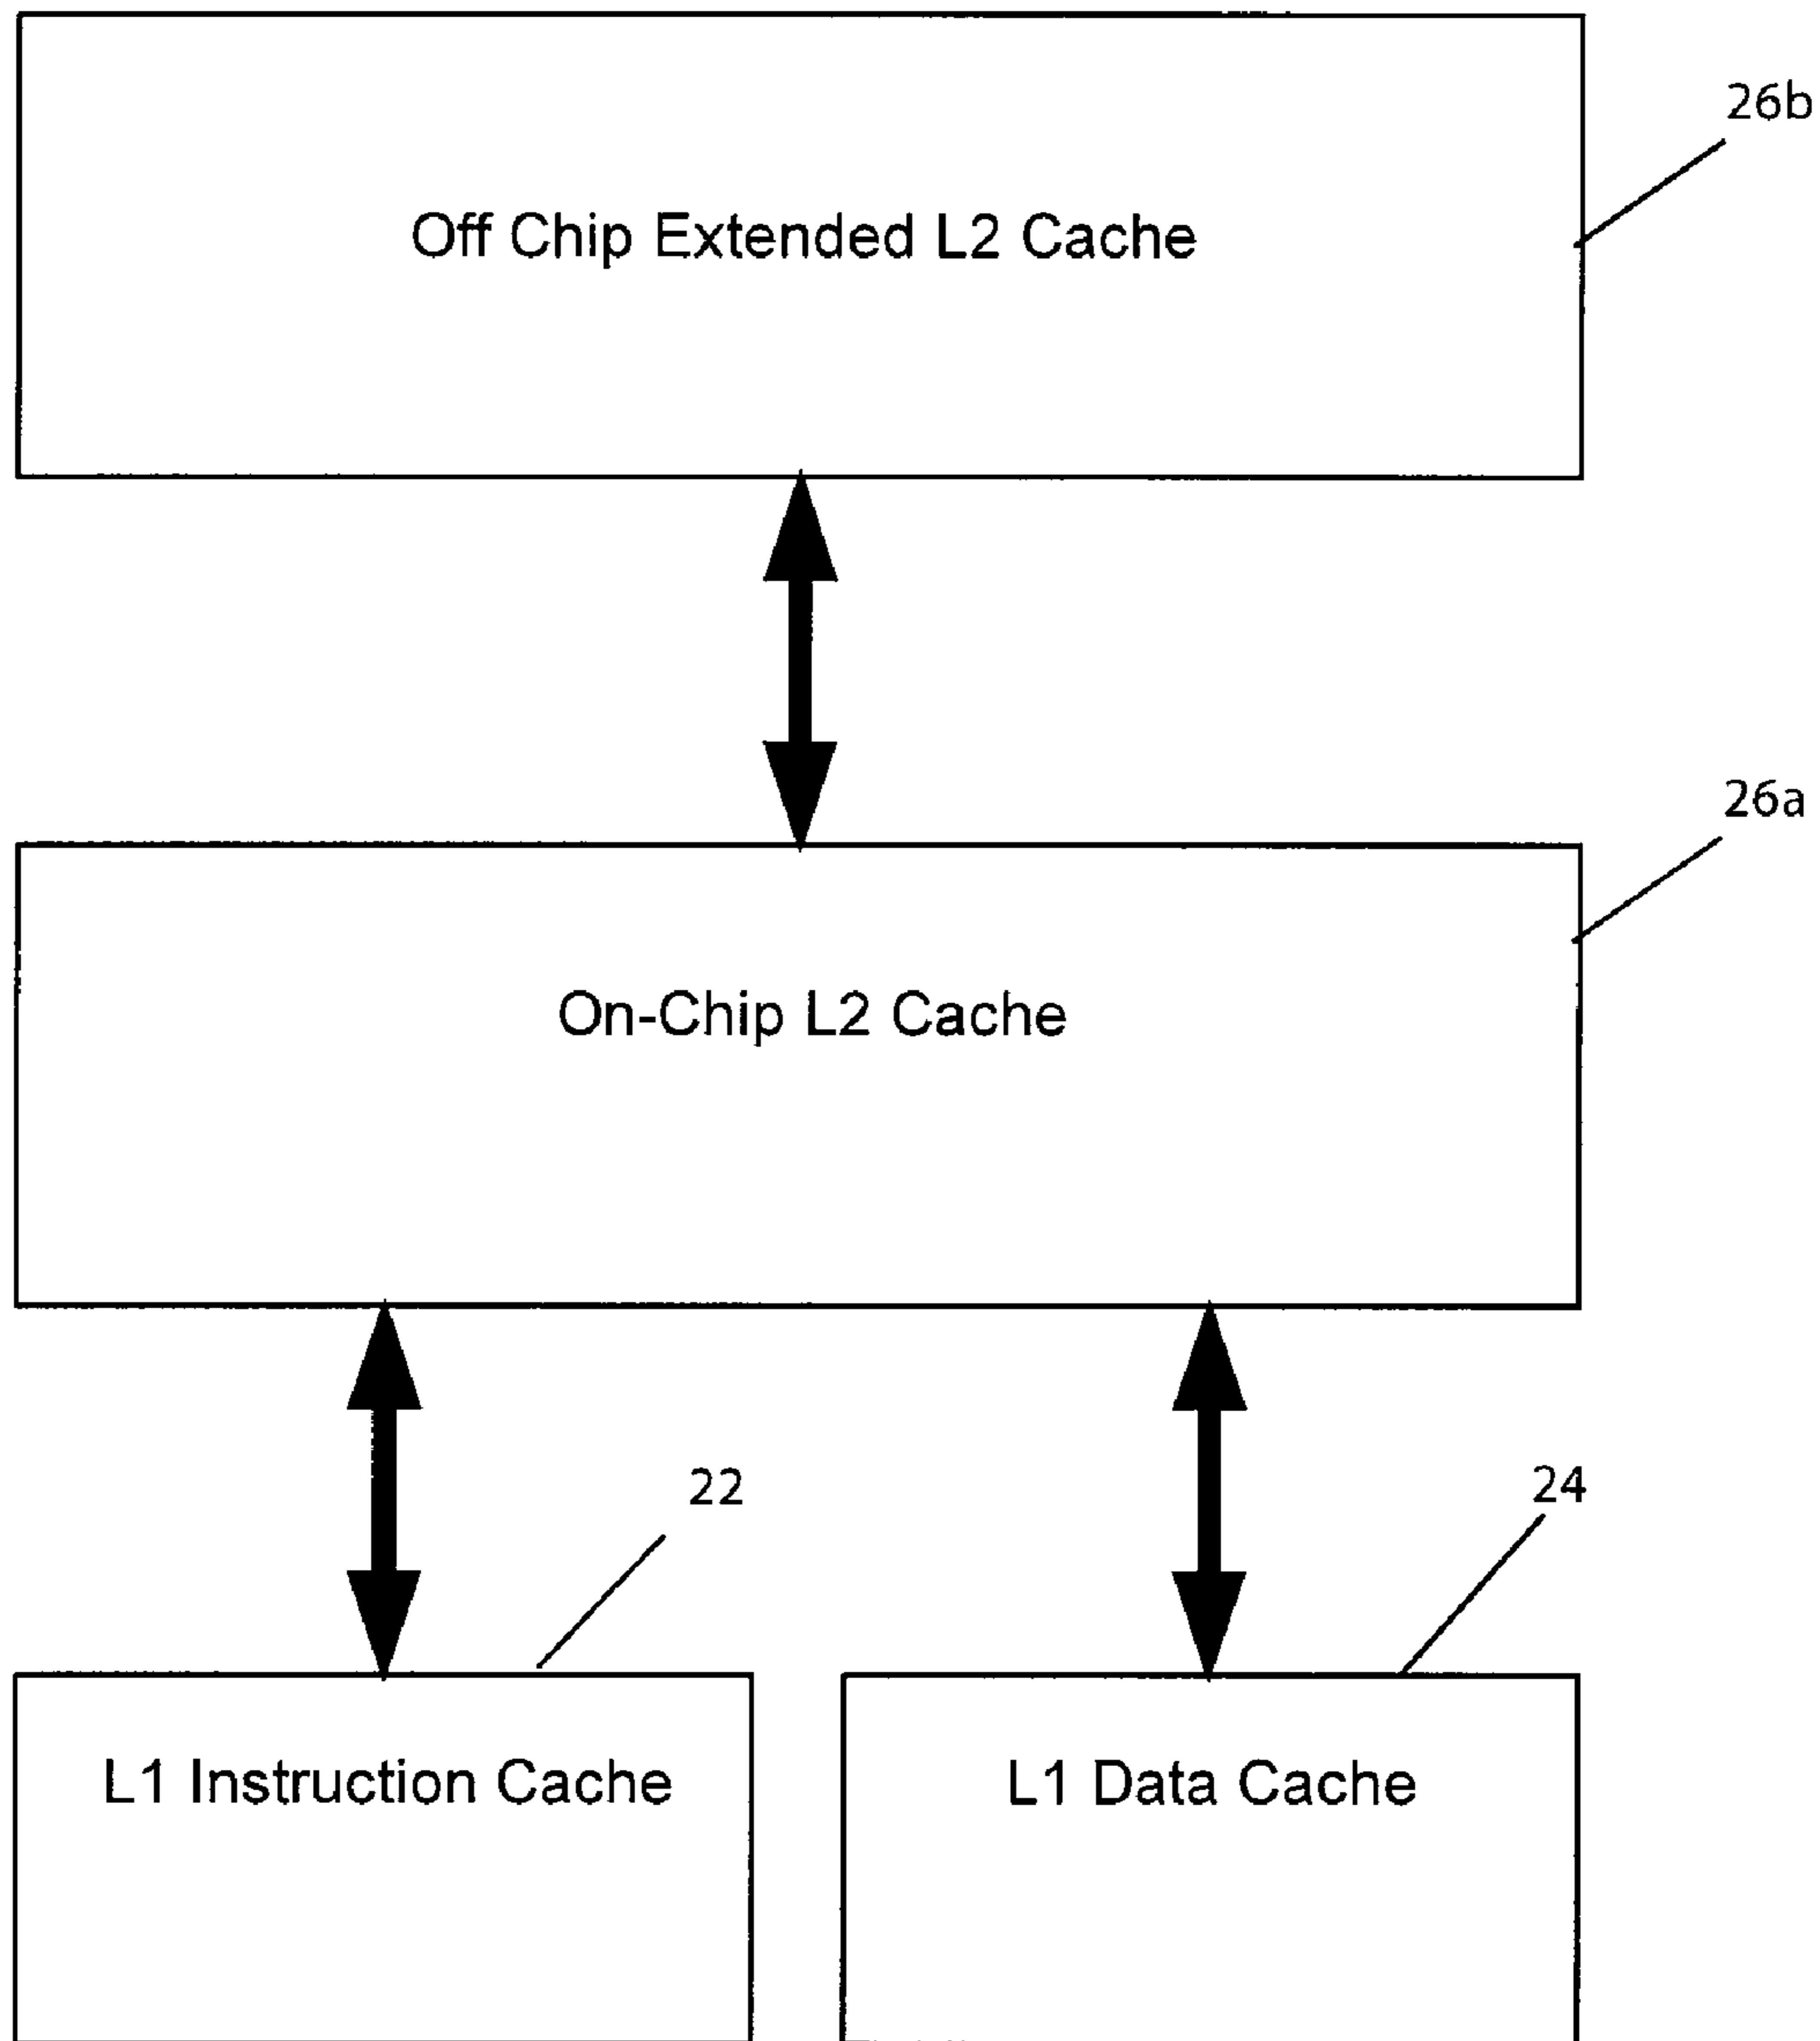 26b
Off Chip Extended L2 Cache
26a
On-Chip L2 Cache
22
24
L1 Instruction Cache
L1 Data Cache